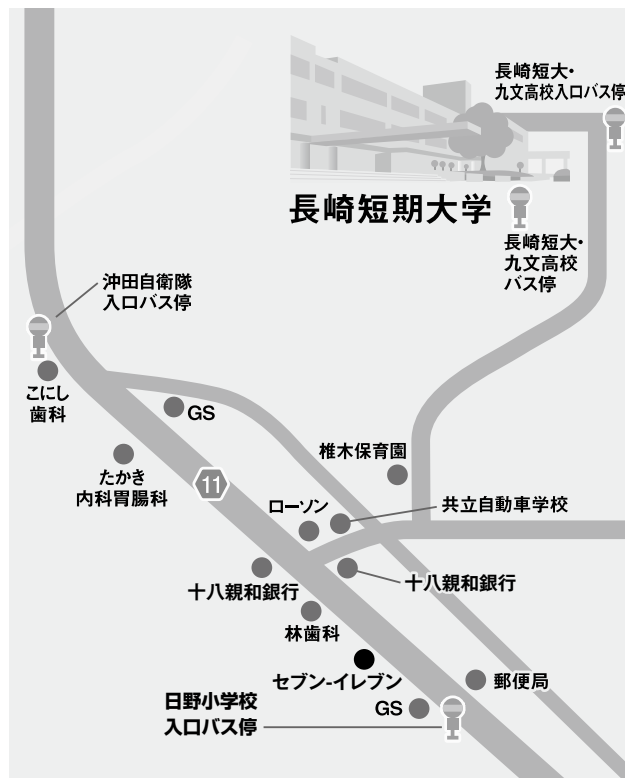 長崎短大・
九文高校入口バス停
長崎短期大学
長崎短大・
九文高校
バス停
沖田自衛隊
入口バス停
こにし
歯科
GS
たかき
内科胃腸科
11
椎木保育園
ローソン
共立自動車学校
十八親和銀行
十八親和銀行
林歯科
セブン-イレブン
郵便局
日野小学校
入口バス停
GS